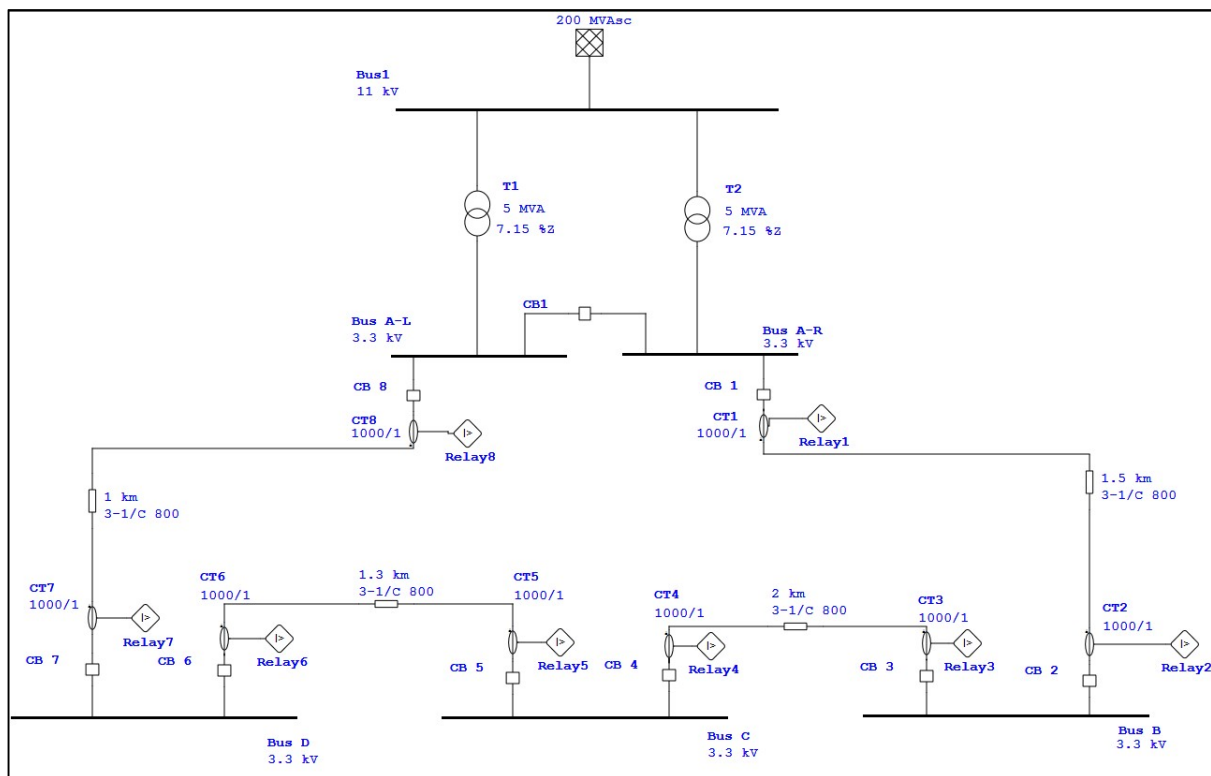 200 MVAsc
Bus1
11 kV
T1
5 MVA
7.15 %Z
T2
5 MVA
7.15 %Z
CB1
Bus A-L
3.3 kV
Bus A-R
3.3 kV
CB 8
CB 1
CT8
1000/1
Relay8
CT1
1000/1
Relay1
1 km
3-1/C 800
1.5 km
3-1/C 800
CT7
1000/1
Relay7
CB 7
CT6
1000/1
Relay6
CB 6
1.3 km
3-1/C 800
CT5
1000/1
Relay5
CB 5
CT4
1000/1
Relay4
CB 4
2 km
3-1/C 800
CT3
1000/1
Relay3
CB 3
CT2
1000/1
Relay2
CB 2
Bus D
3.3 kV
Bus C
3.3 kV
Bus B
3.3 kV